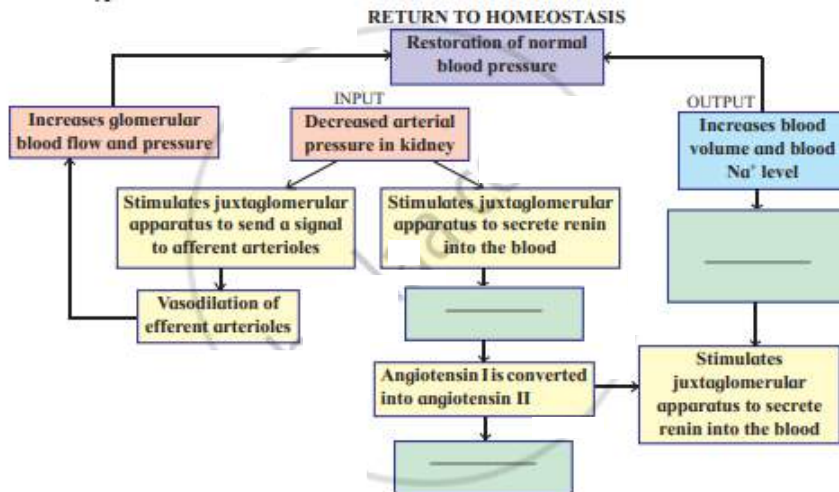 RETURN TO HOMEOSTASIS
Restoration of normal
blood pressure
INPUT
OUTPUT
Increases glomerular
blood flow and pressure
Decreased arterial
pressure in kidney
Increases blood
volume and blood
Na⁺ level
Stimulates juxtaglomerular
apparatus to send a signal
to afferent arterioles
Stimulates juxtaglomerular
apparatus to secrete renin
into the blood
Vasodilation of
efferent arterioles
Angiotensin I is converted
into angiotensin II
Stimulates
juxtaglomerular
apparatus to secrete
renin into the blood